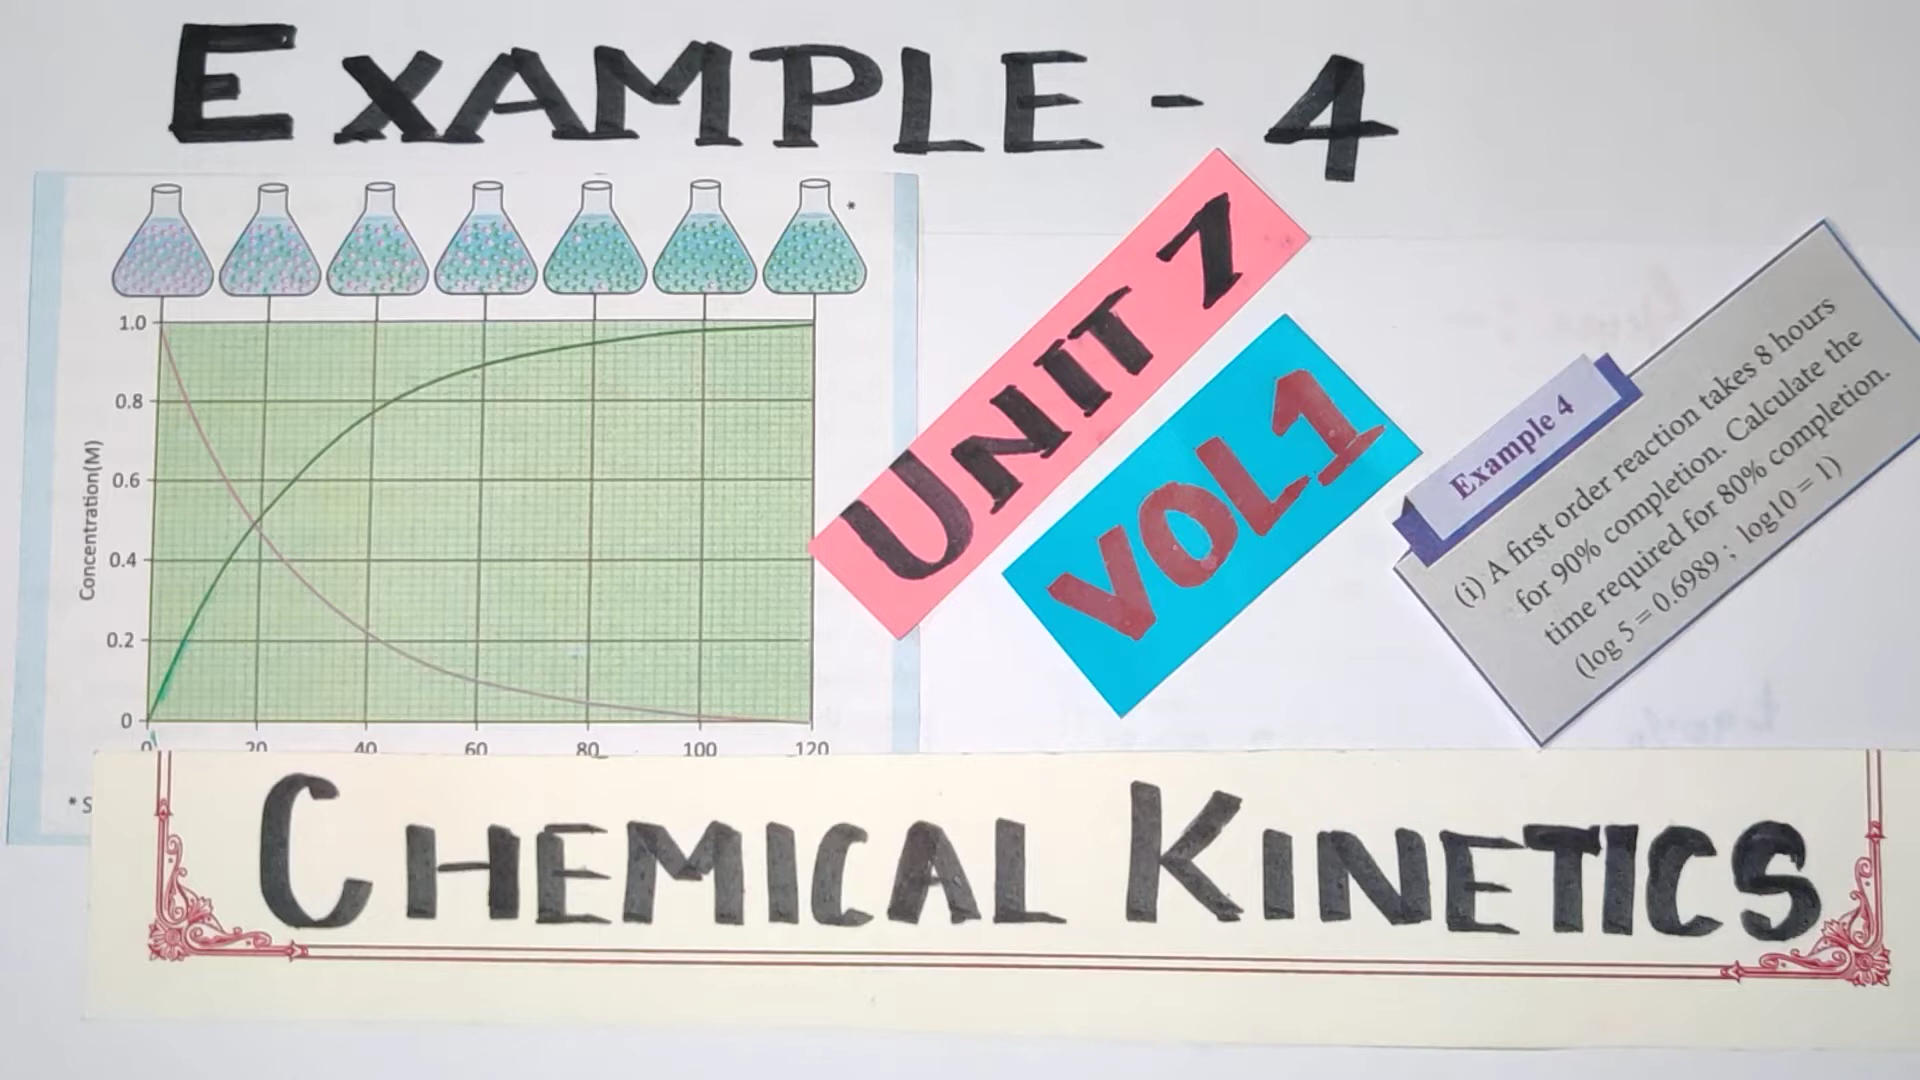 EXAMPLE - 4
*
1.0
0.8
0.6
0.4
0.2
0
Concentration(M)
0 20 40 60 80 100 120
* S
UNIT 7
VOL1
Example 4
(i) A first order reaction takes 8 hours
for 90% completion. Calculate the
time required for 80% completion.
(log 5 = 0.6989 ; log10 = 1)
CHEMICAL KINETICS